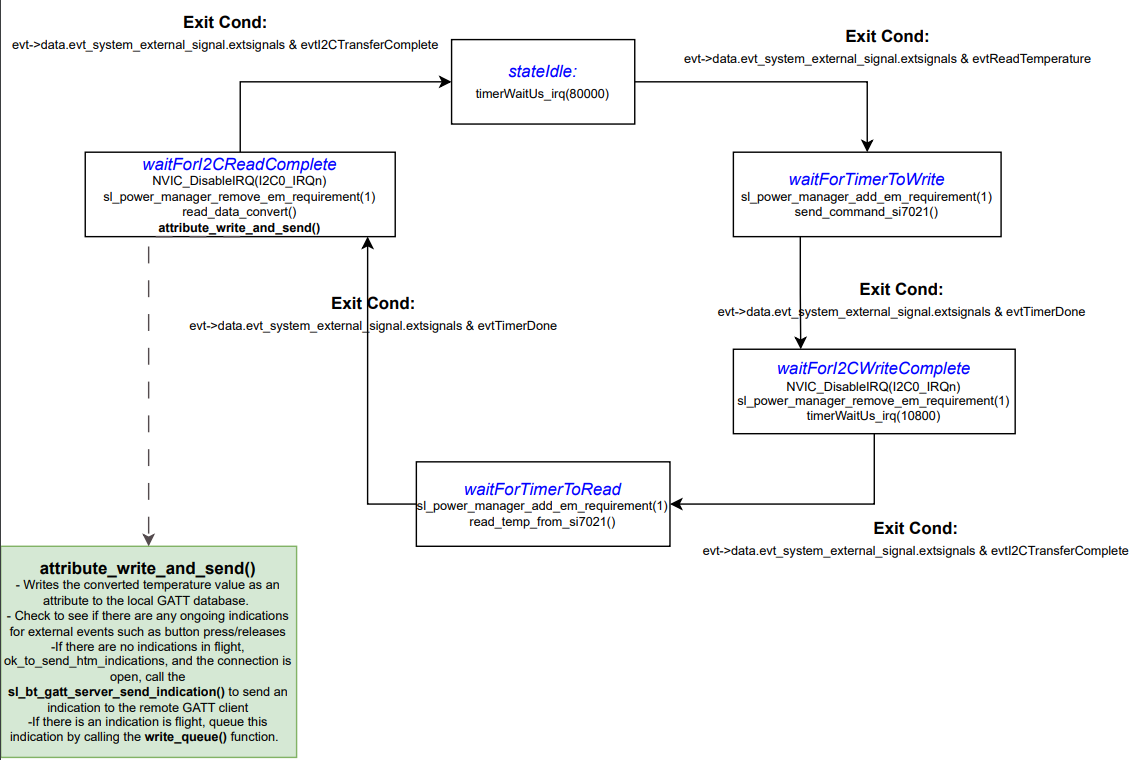 Exit Cond:
evt->data.evt_system_external_signal.extsignals & evtI2CTransferComplete
stateIdle:
timerWaitUs_irq(80000)
Exit Cond:
evt->data.evt_system_external_signal.extsignals & evtReadTemperature
waitForI2CReadComplete
NVIC_DisableIRQ(I2C0_IRQn)
sl_power_manager_remove_em_requirement(1)
read_data_convert()
attribute_write_and_send()
waitForTimerToWrite
sl_power_manager_add_em_requirement(1)
send_command_si7021()
Exit Cond:
evt->data.evt_system_external_signal.extsignals & evtTimerDone
Exit Cond:
evt->data.evt_system_external_signal.extsignals & evtTimerDone
waitForI2CWriteComplete
NVIC_DisableIRQ(I2C0_IRQn)
sl_power_manager_remove_em_requirement(1)
timerWaitUs_irq(10800)
waitForTimerToRead
sl_power_manager_add_em_requirement(1)
read_temp_from_si7021()
Exit Cond:
evt->data.evt_system_external_signal.extsignals & evtI2CTransferComplete
attribute_write_and_send()
- Writes the converted temperature value as an
attribute to the local GATT database.
- Check to see if there are any ongoing indications
for external events such as button press/releases
-If there are no indications in flight,
ok_to_send_htm_indications, and the connection is
open, call the
sl_bt_gatt_server_send_indication() to send an
indication to the remote GATT client
-If there is an indication is flight, queue this
indication by calling the write_queue() function.